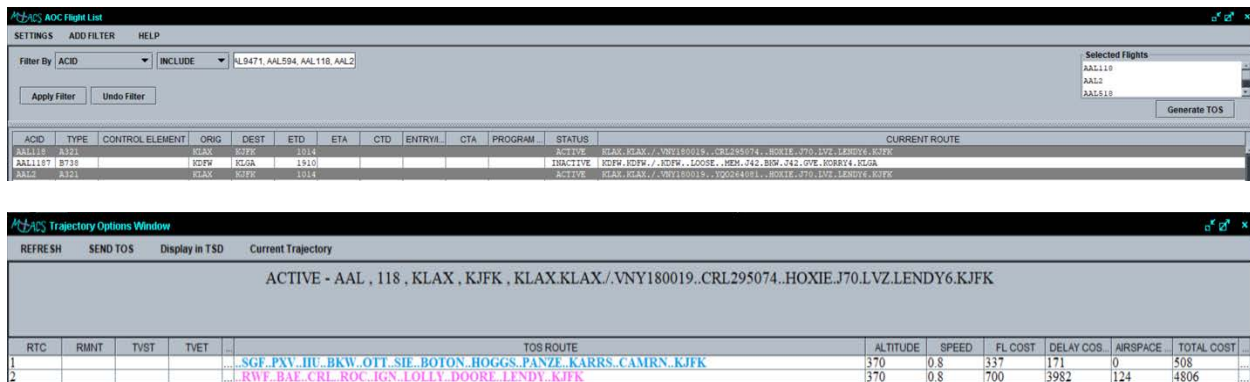 MACS AOC Flight List
SETTINGS ADD FILTER HELP
Filter By ACID INCLUDE AL9471, AAL594, AAL118, AAL2
Selected Flights
AAL118
AAL2
AAL518
Apply Filter Undo Filter
Generate TOS
ACID TYPE CONTROL ELEMENT ORIG DEST ETD ETA CTD ENTRY/I... CTA PROGRAM ... STATUS CURRENT ROUTE
AAL118 A321 KLAX KJFK 1014 ACTIVE KLAX.KLAX./.VNY180019..CRL295074..HOXIE.J70.LVZ.LENDY6.KJFK
AAL1187 B738 KDFW KLGA 1910 INACTIVE KDFW.KDFW./.KDFW..LOOSE..MEM.J42.BKW.J42.GVE.KORRY4.KLGA
AAL2 A321 KLAX KJFK 1014 ACTIVE KLAX.KLAX./.VNY180019..YQO264081..HOXIE.J70.LVZ.LENDY6.KJFK
MACS Trajectory Options Window
REFRESH SEND TOS Display in TSD Current Trajectory
ACTIVE - AAL , 118 , KLAX , KJFK , KLAX.KLAX./.VNY180019..CRL295074..HOXIE.J70.LVZ.LENDY6.KJFK
RTC RMNT TVST TVET ... TOS ROUTE ALTITUDE SPEED FL COST DELAY COS... AIRSPACE ... TOTAL COST ...
1 ... ..SGF..PXV..IIU..BKW..OTT..SIE..BOTON..HOGGS..PANZE..KARRS..CAMRN..KJFK 370 0.8 337 171 0 508 ...
2 ... ..RWF..BAE..CRL..ROC..IGN..LOLLY..DOORE..LENDY..KJFK 370 0.8 700 3982 124 4806 ...